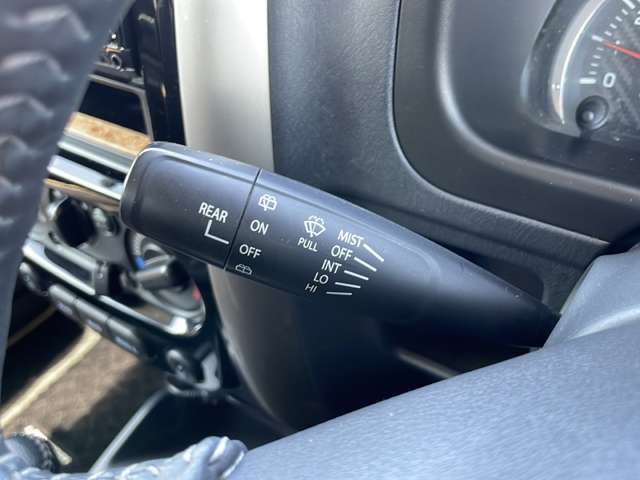 REAR
ON
OFF
PULL
MIST
OFF
INT
LO
HI
0